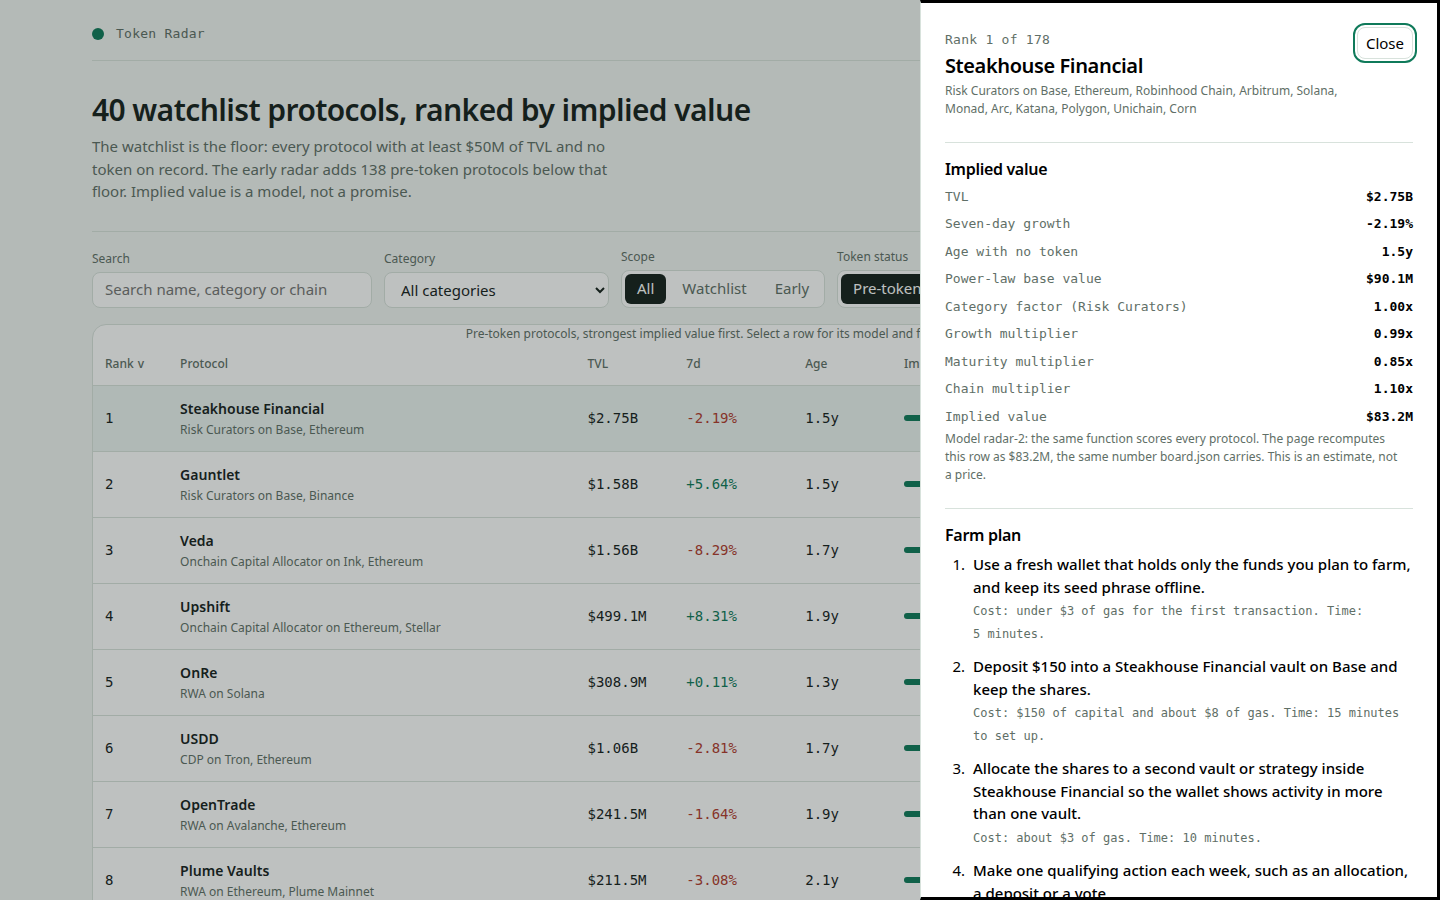 Token Radar
40 watchlist protocols, ranked by implied value
The watchlist is the floor: every protocol with at least $50M of TVL and no
token on record. The early radar adds 138 pre-token protocols below that
floor. Implied value is a model, not a promise.
Search
Category
Scope
Token status
Search name, category or chain
All categories
All
Watchlist
Early
Pre-token
Pre-token protocols, strongest implied value first. Select a row for its model and f
Rank v
Protocol
TVL
7d
Age
Im
1
Steakhouse Financial
Risk Curators on Base, Ethereum
$2.75B
-2.19%
1.5y
2
Gauntlet
Risk Curators on Base, Binance
$1.58B
+5.64%
1.5y
3
Veda
Onchain Capital Allocator on Ink, Ethereum
$1.56B
-8.29%
1.7y
4
Upshift
Onchain Capital Allocator on Ethereum, Stellar
$499.1M
+8.31%
1.9y
5
OnRe
RWA on Solana
$308.9M
+0.11%
1.3y
6
USDD
CDP on Tron, Ethereum
$1.06B
-2.81%
1.7y
7
OpenTrade
RWA on Avalanche, Ethereum
$241.5M
-1.64%
1.9y
8
Plume Vaults
RWA on Ethereum, Plume Mainnet
$211.5M
-3.08%
2.1y
Rank 1 of 178
Close
Steakhouse Financial
Risk Curators on Base, Ethereum, Robinhood Chain, Arbitrum, Solana,
Monad, Arc, Katana, Polygon, Unichain, Corn
Implied value
TVL $2.75B
Seven-day growth -2.19%
Age with no token 1.5y
Power-law base value $90.1M
Category factor (Risk Curators) 1.00x
Growth multiplier 0.99x
Maturity multiplier 0.85x
Chain multiplier 1.10x
Implied value $83.2M
Model radar-2: the same function scores every protocol. The page recomputes
this row as $83.2M, the same number board.json carries. This is an estimate, not
a price.
Farm plan
1. Use a fresh wallet that holds only the funds you plan to farm,
and keep its seed phrase offline.
Cost: under $3 of gas for the first transaction. Time:
5 minutes.
2. Deposit $150 into a Steakhouse Financial vault on Base and
keep the shares.
Cost: $150 of capital and about $8 of gas. Time: 15 minutes
to set up.
3. Allocate the shares to a second vault or strategy inside
Steakhouse Financial so the wallet shows activity in more
than one vault.
Cost: about $3 of gas. Time: 10 minutes.
4. Make one qualifying action each week, such as an allocation,
a deposit or a vote.